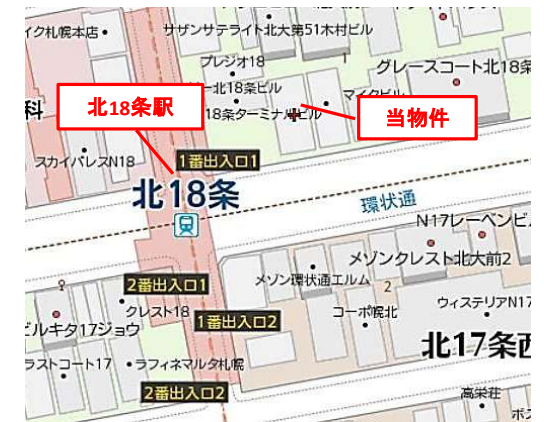 イク札幌本店
サザンサテライト北大第51木村ビル
プレジオ18
グレースコート北18条
北18条ビル
マイタビル
科
北18条駅
18条ターミナルビル
当物件
スカイパレスN18
1番出入口1
北18条
環状通
N17レーベンビ
メゾンクレスト北大前2
2番出入口1
メゾン環状通エルム
2
クレスト18
コーポ幌北
ウィステリアN17
ビルキタ17ジョウ
1番出入口2
北17条西
ラストコート17
ラフィネマルタ札幌
2番出入口2
高栄荘
ポ